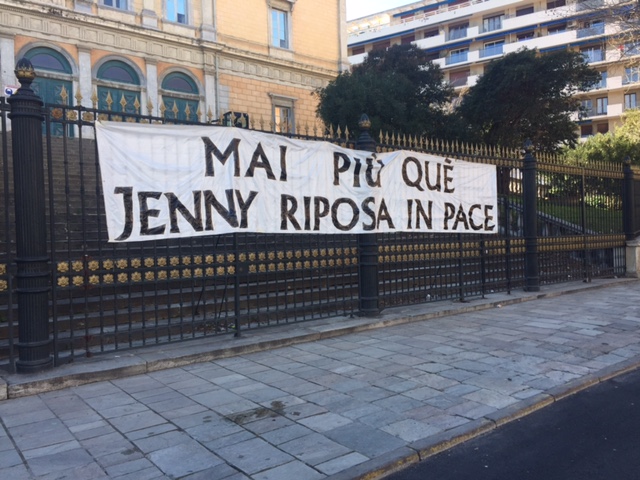 MAI PIÙ QUÈ
JENNY RIPOSA IN PACE